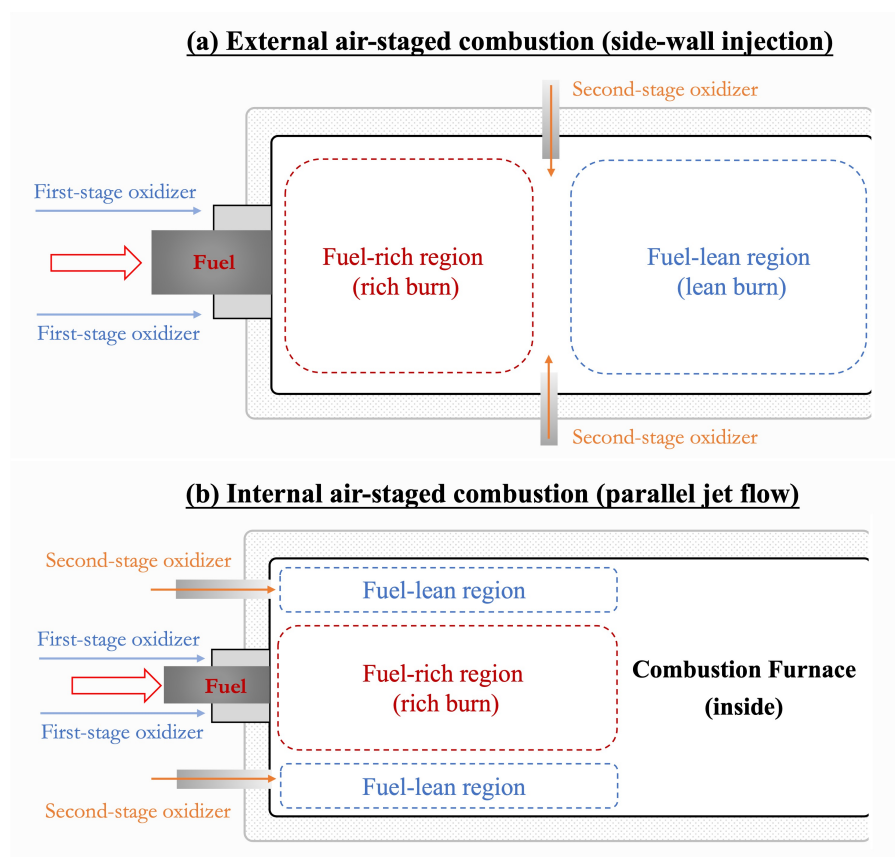 (a) External air-staged combustion (side-wall injection)
Second-stage oxidizer
First-stage oxidizer
Fuel
Fuel-rich region
(rich burn)
Fuel-lean region
(lean burn)
First-stage oxidizer
Second-stage oxidizer
(b) Internal air-staged combustion (parallel jet flow)
Second-stage oxidizer
Fuel-lean region
First-stage oxidizer
Fuel
Fuel-rich region
(rich burn)
Combustion Furnace
(inside)
First-stage oxidizer
Fuel-lean region
Second-stage oxidizer